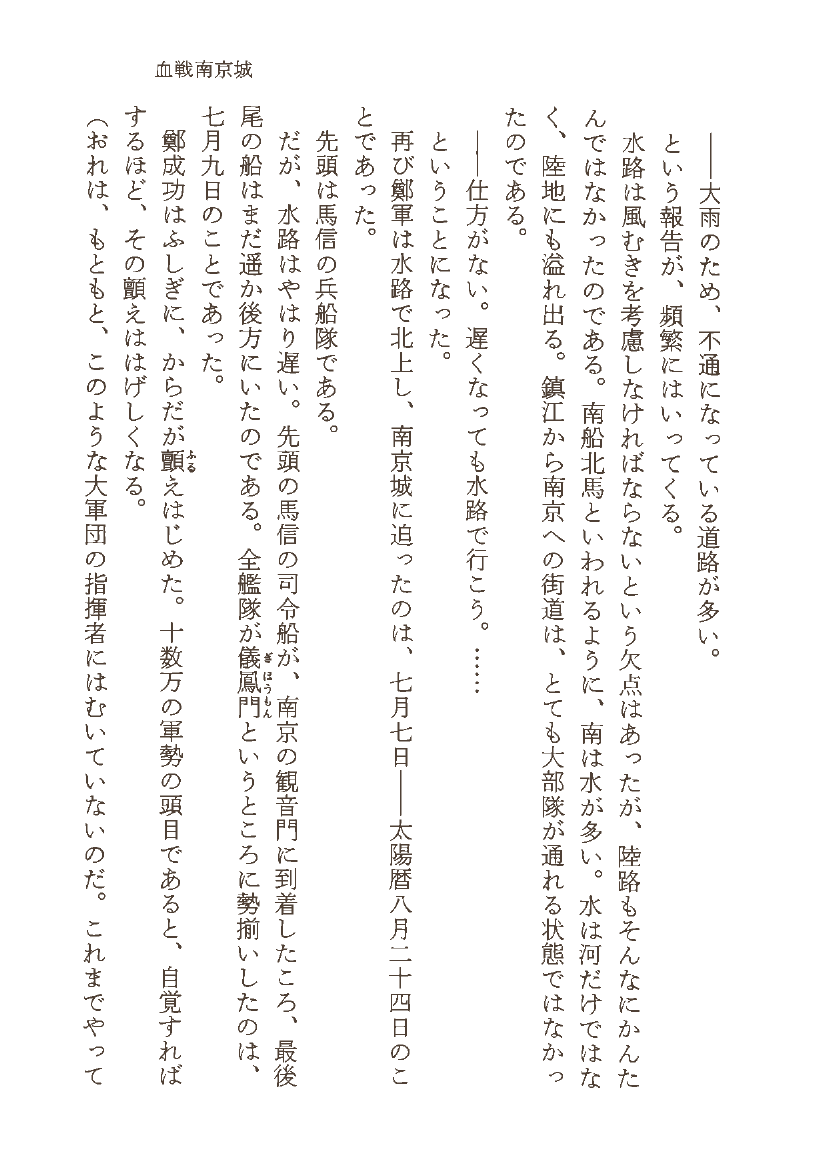 血戦南京城
――大雨のため、不通になっている道路が多い。
という報告が、頻繁にはいってくる。
水路は風むきを考慮しなければならないという欠点はあったが、陸路もそんなにかんた
んではなかったのである。南船北馬といわれるように、南は水が多い。水は河だけではな
く、陸地にも溢れ出る。鎮江から南京への街道は、とても大部隊が通れる状態ではなかっ
たのである。
――仕方がない。遅くなっても水路で行こう。……
ということになった。
再び鄭軍は水路で北上し、南京城に迫ったのは、七月七日――太陽暦八月二十四日のこ
とであった。
先頭は馬信の兵船隊である。
だが、水路はやはり遅い。先頭の馬信の司令船が、南京の観音門に到着したころ、最後
尾の船はまだ遥か後方にいたのである。全艦隊が儀鳳門というところに勢揃いしたのは、
ぎほうもん
七月九日のことであった。
鄭成功はふしぎに、からだが顫えはじめた。十数万の軍勢の頭目であると、自覚すれば
ふる
するほど、その顫えははげしくなる。
（おれは、もともと、このような大軍団の指揮者にはむいていないのだ。これまでやって